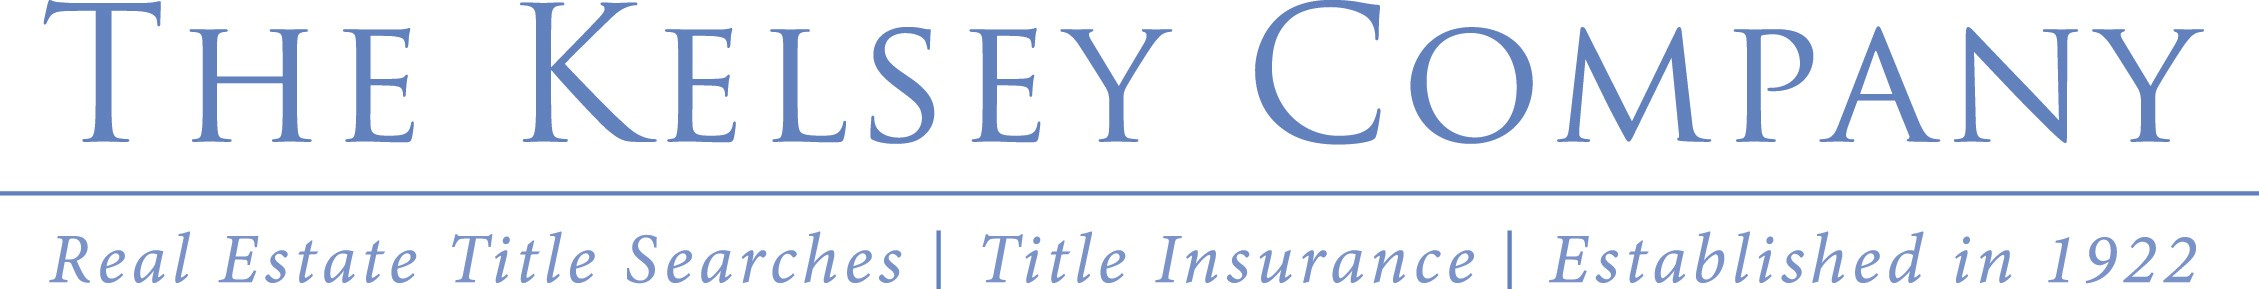 The Kelsey Company
Real Estate Title Searches | Title Insurance | Established in 1922